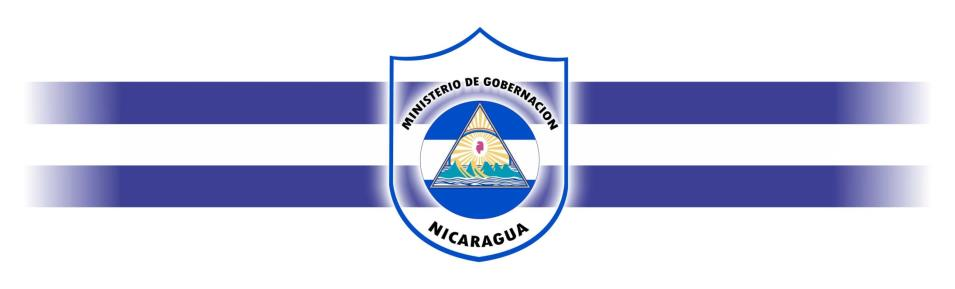 MINISTERIO DE GOBERNACION
NICARAGUA